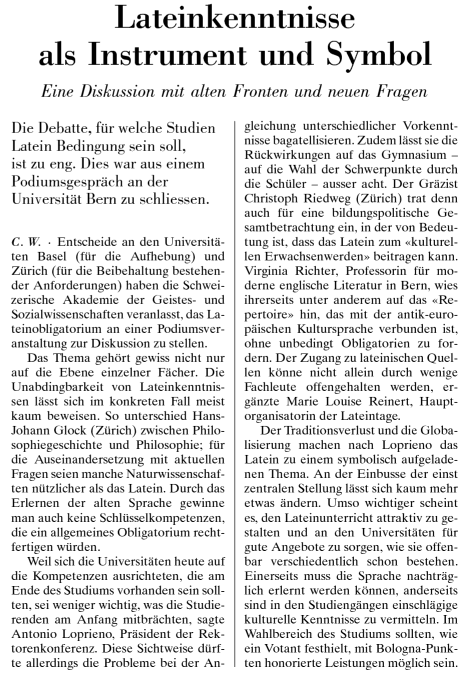 Lateinkenntnisse
als Instrument und Symbol
Eine Diskussion mit alten Fronten und neuen Fragen
Die Debatte, für welche Studien
Latein Bedingung sein soll,
ist zu eng. Dies war aus einem
Podiumsgespräch an der
Universität Bern zu schliessen.
C. W. · Entscheide an den Universitä-
ten Basel (für die Aufhebung) und
Zürich (für die Beibehaltung bestehen-
der Anforderungen) haben die Schwei-
zerische Akademie der Geistes- und
Sozialwissenschaften veranlasst, das La-
teinobligatorium an einer Podiumsver-
anstaltung zur Diskussion zu stellen.
Das Thema gehört gewiss nicht nur
auf die Ebene einzelner Fächer. Die
Unabdingbarkeit von Lateinkenntnis-
sen lässt sich im konkreten Fall meist
kaum beweisen. So unterschied Hans-
Johann Glock (Zürich) zwischen Philo-
sophiegeschichte und Philosophie; für
die Auseinandersetzung mit aktuellen
Fragen seien manche Naturwissenschaf-
ten nützlicher als das Latein. Durch das
Erlernen der alten Sprache gewinne
man auch keine Schlüsselkompetenzen,
die ein allgemeines Obligatorium recht-
fertigen würden.
Weil sich die Universitäten heute auf
die Kompetenzen ausrichteten, die am
Ende des Studiums vorhanden sein soll-
ten, sei weniger wichtig, was die Studie-
renden am Anfang mitbrächten, sagte
Antonio Loprieno, Präsident der Rek-
torenkonferenz. Diese Sichtweise dürf-
te allerdings die Probleme bei der An-
gleichung unterschiedlicher Vorkennt-
nisse bagatellisieren. Zudem lässt sie die
Rückwirkungen auf das Gymnasium –
auf die Wahl der Schwerpunkte durch
die Schüler – ausser acht. Der Gräzist
Christoph Riedweg (Zürich) trat denn
auch für eine bildungspolitische Ge-
samtbetrachtung ein, in der von Bedeu-
tung ist, dass das Latein zum «kulturel-
len Erwachsenwerden» beitragen kann.
Virginia Richter, Professorin für mo-
derne englische Literatur in Bern, wies
ihrerseits unter anderem auf das «Re-
pertoire» hin, das mit der antik-euro-
päischen Kultursprache verbunden ist,
ohne unbedingt Obligatorien zu for-
dern. Der Zugang zu lateinischen Quel-
len könne nicht allein durch wenige
Fachleute offengehalten werden, er-
gänzte Marie Louise Reinert, Haupt-
organisatorin der Lateintage.
Der Traditionsverlust und die Globa-
lisierung machen nach Loprieno das
Latein zu einem symbolisch aufgelade-
nen Thema. An der Einbusse der einst
zentralen Stellung lässt sich kaum mehr
etwas ändern. Umso wichtiger scheint
es, den Lateinunterricht attraktiv zu ge-
stalten und an den Universitäten für
gute Angebote zu sorgen, wie sie offen-
bar verschiedentlich schon bestehen.
Einerseits muss die Sprache nachträg-
lich erlernt werden können, anderseits
sind in den Studiengängen einschlägige
kulturelle Kenntnisse zu vermitteln. Im
Wahlbereich des Studiums sollten, wie
ein Votant festhielt, mit Bologna-Punk-
ten honorierte Leistungen möglich sein.